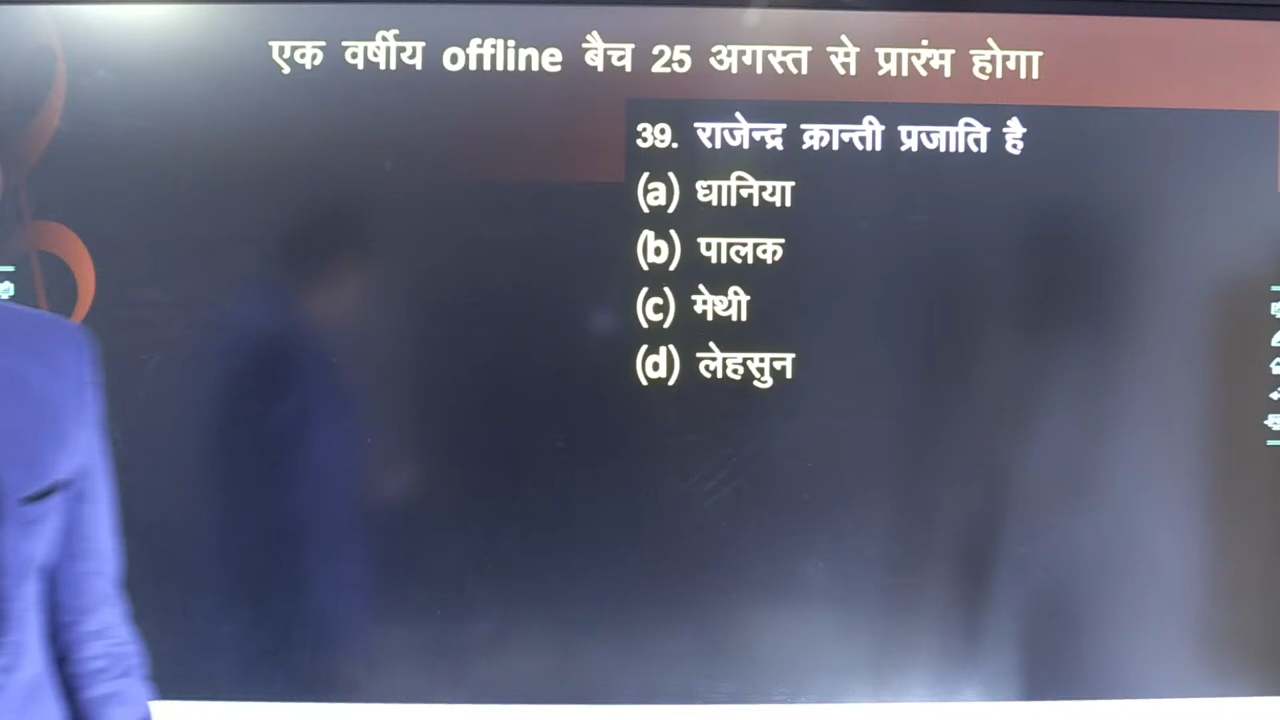 एक वर्षीय offline बैच 25 अगस्त से प्रारंभ होगा
39. राजेन्द्र क्रान्ती प्रजाति है
(a) धानिया
(b) पालक
(c) मेथी
(d) लेहसुन